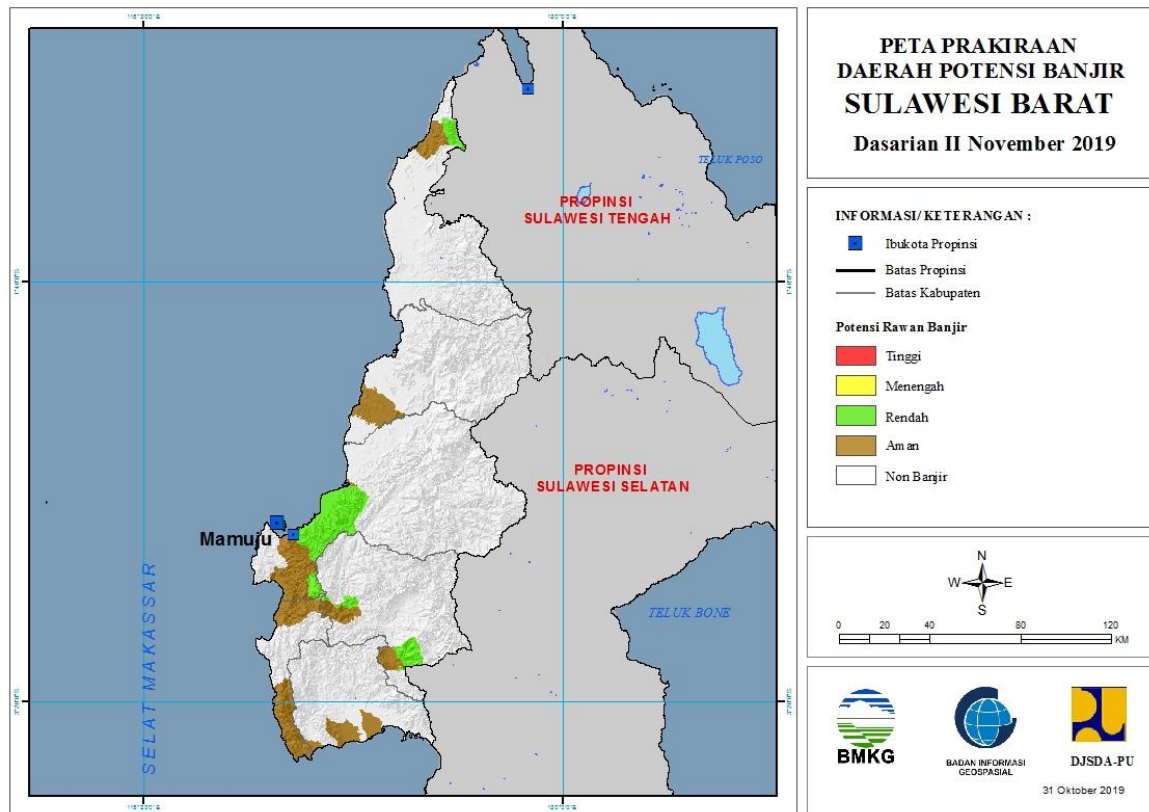 PETA PRAKIRAAN
DAERAH POTENSI BANJIR
SULAWESI BARAT
Dasarian II November 2019
TELUK POSO
PROPINSI
SULAWESI TENGAH
PROPINSI
SULAWESI SELATAN
Mamuju
SELAT MAKASSAR
TELUK BONE
INFORMASI/ KETERANGAN :
Ibukota Propinsi
Batas Propinsi
Batas Kabupaten
Potensi Rawan Banjir
Tinggi
Menengah
Rendah
Aman
Non Banjir
N
W E
S
0 10 20 40 80 120
KM
BMKG
BADAN INFORMASI
GEOSPASIAL
DJSDA-PU
31 Oktober 2019